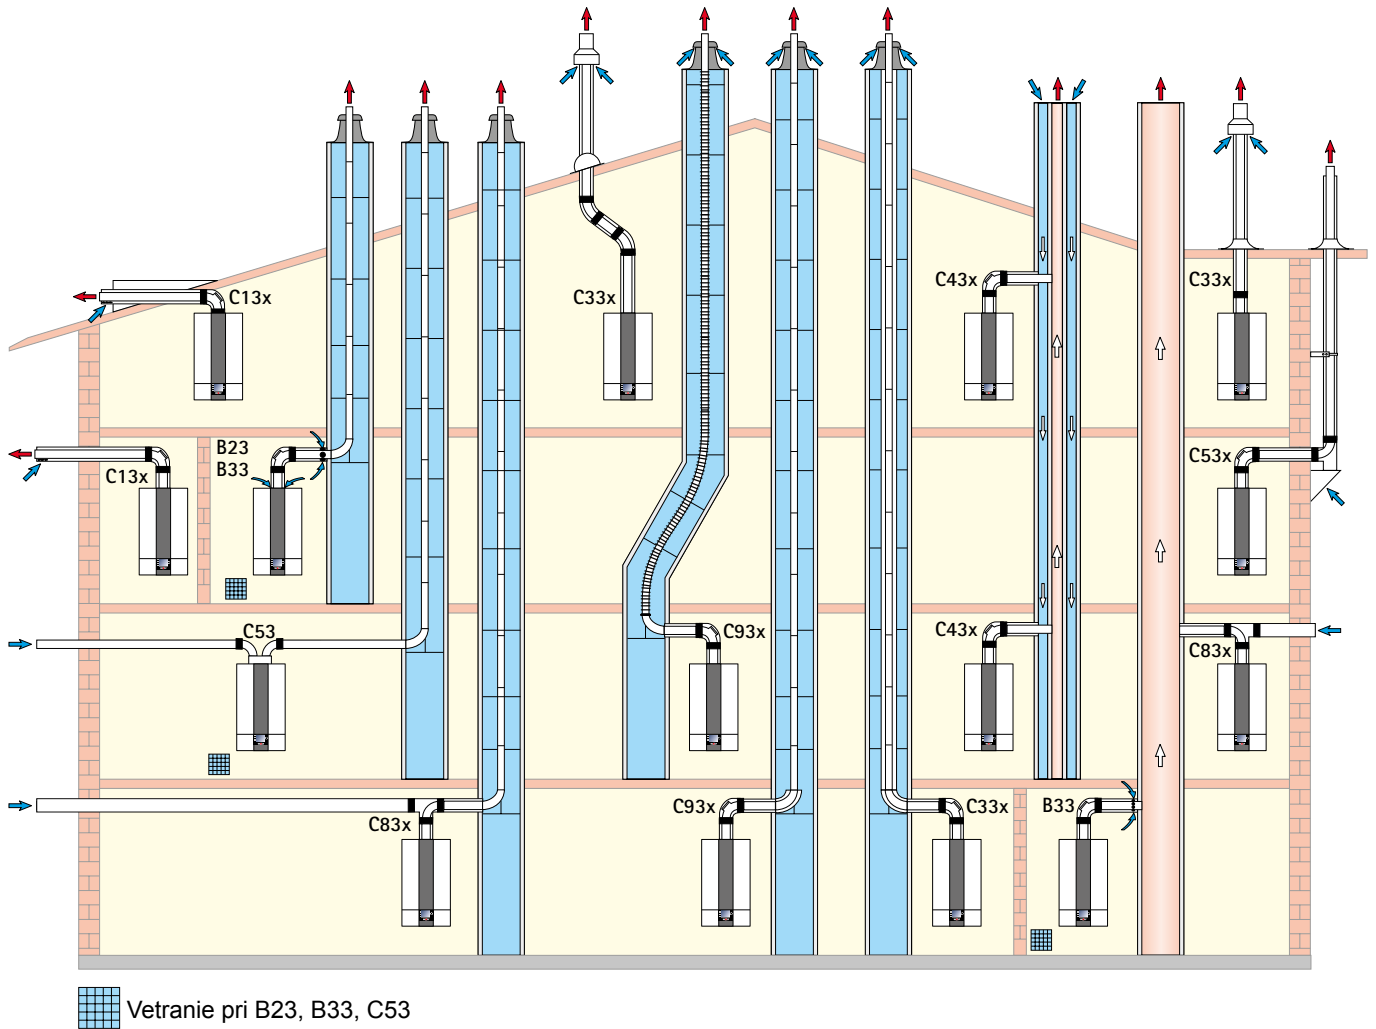 C13x
C33x
C43x
C33x
B23
B33
C13x
C53x
C53
C93x
C43x
C83x
C83x
C93x
C33x
B33
Vetranie pri B23, B33, C53